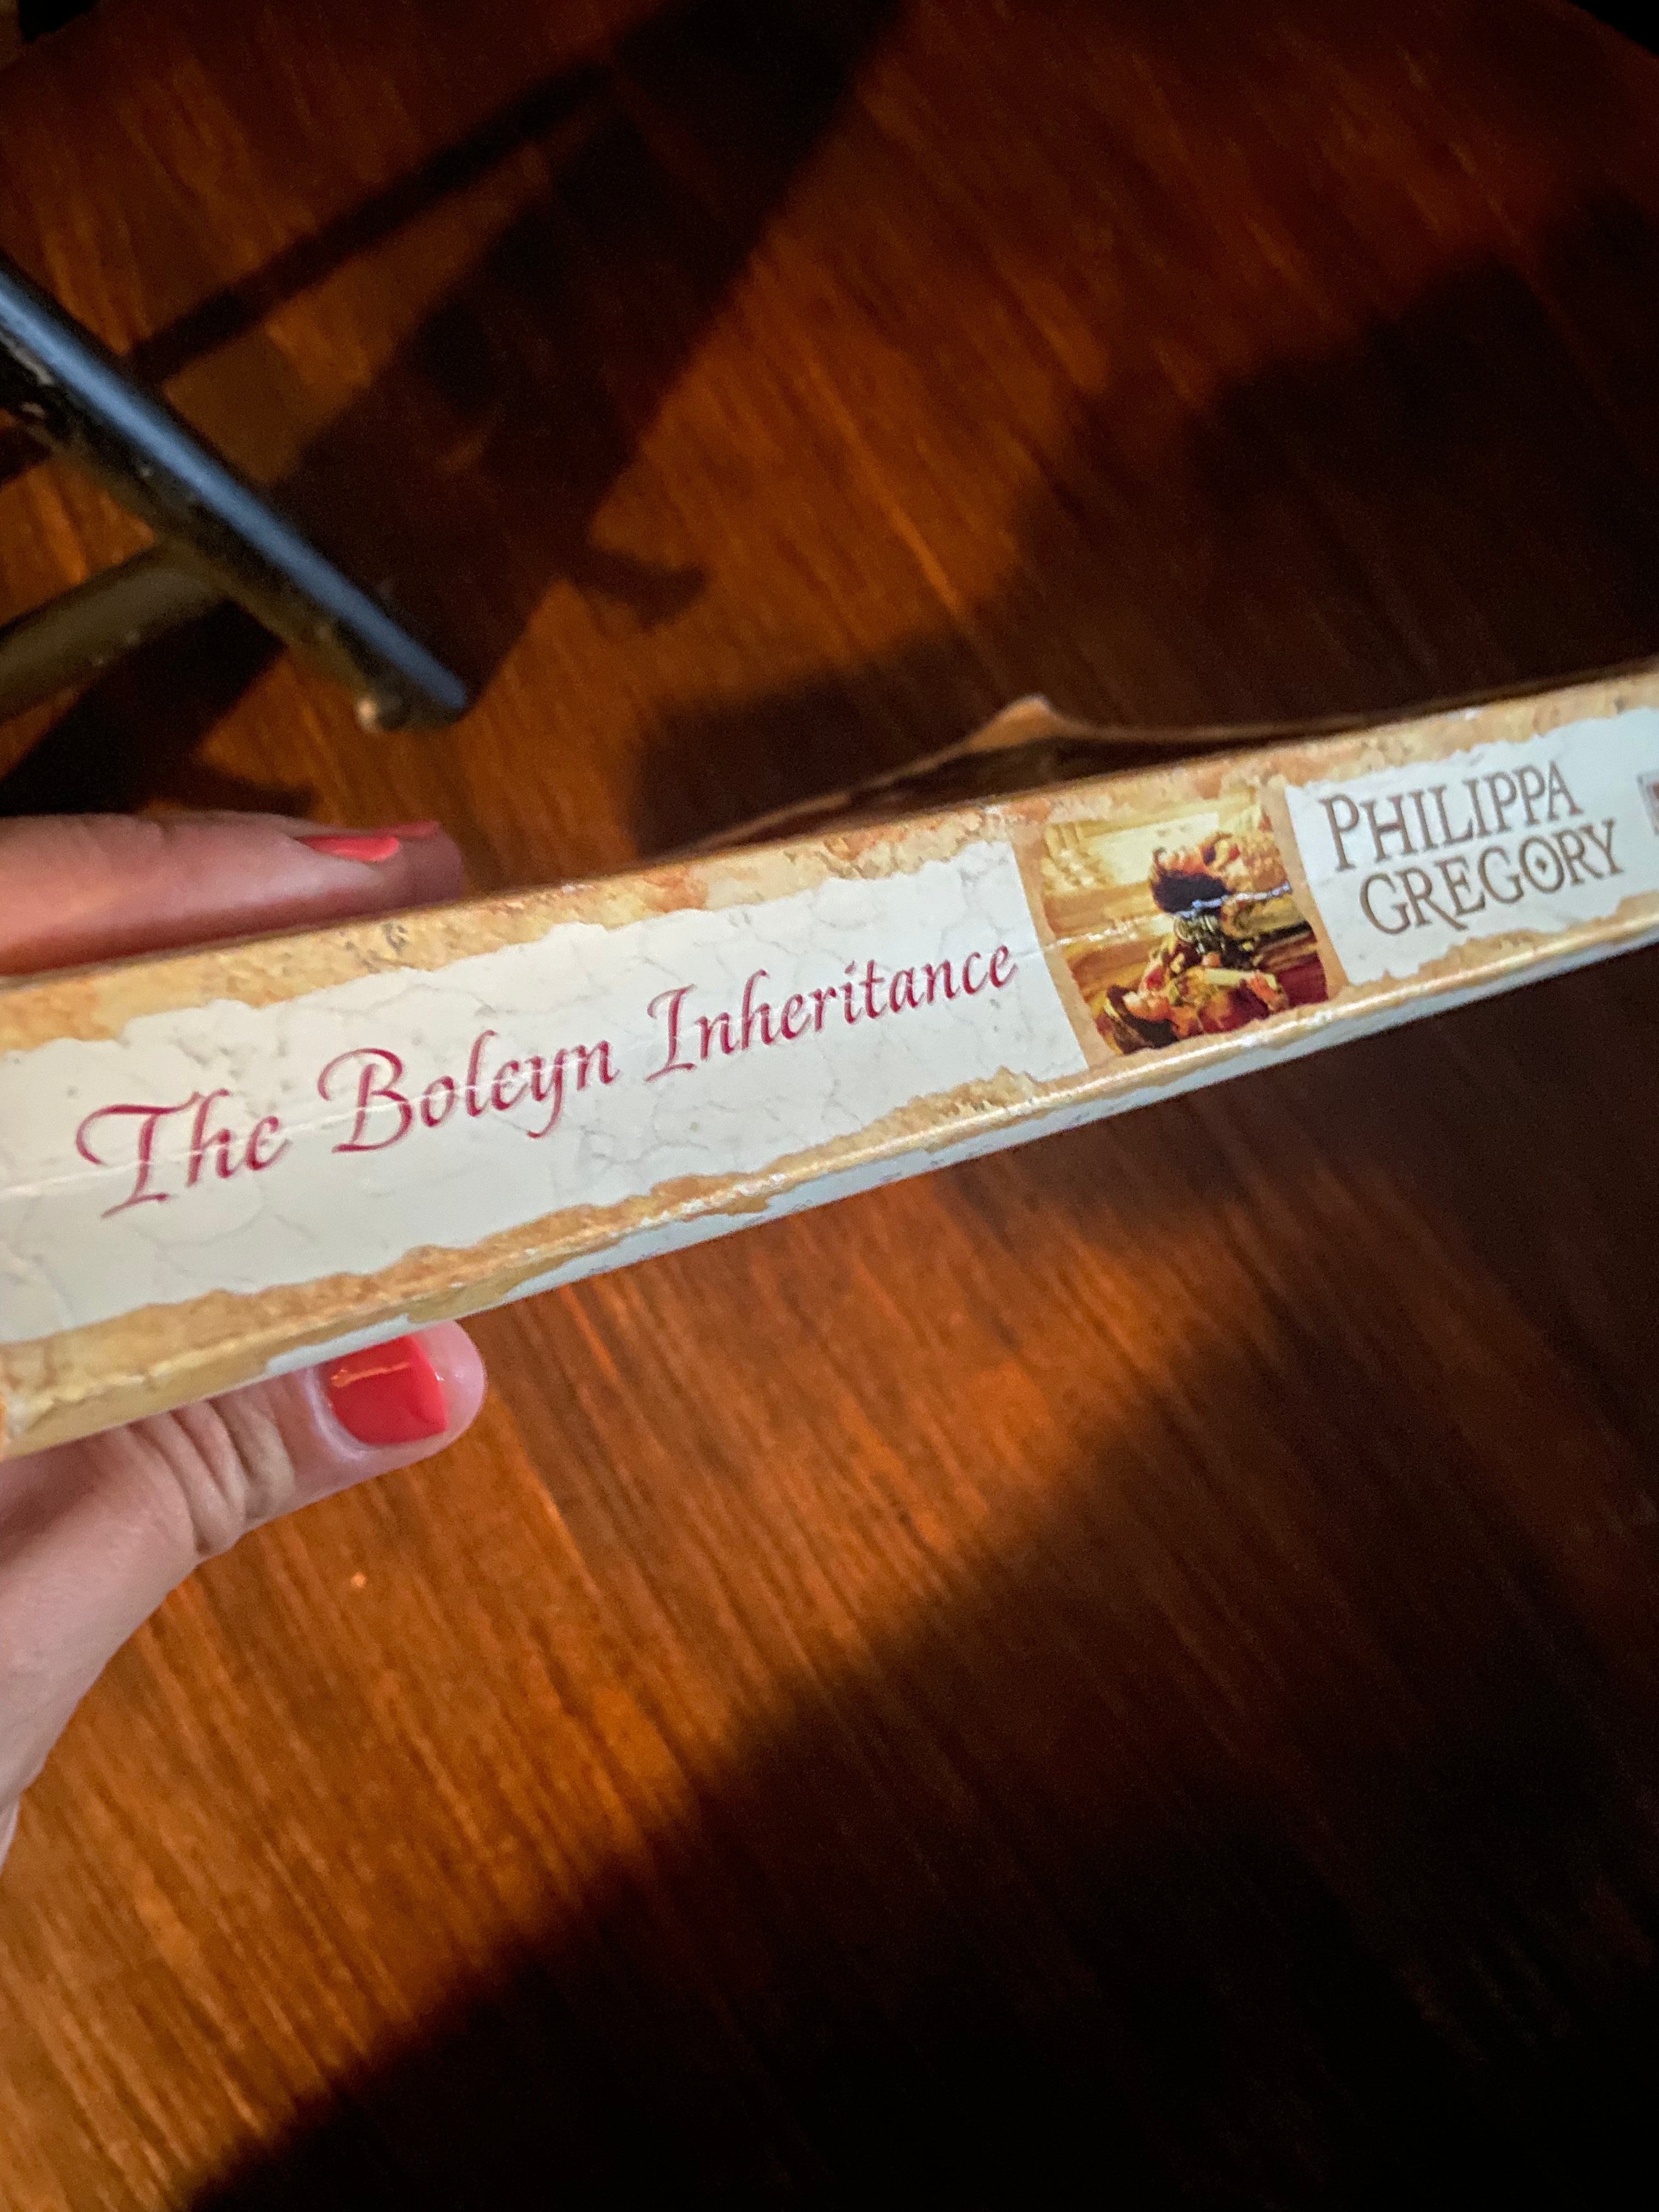 The Boleyn Inheritance
PHILIPPA
GREGORY